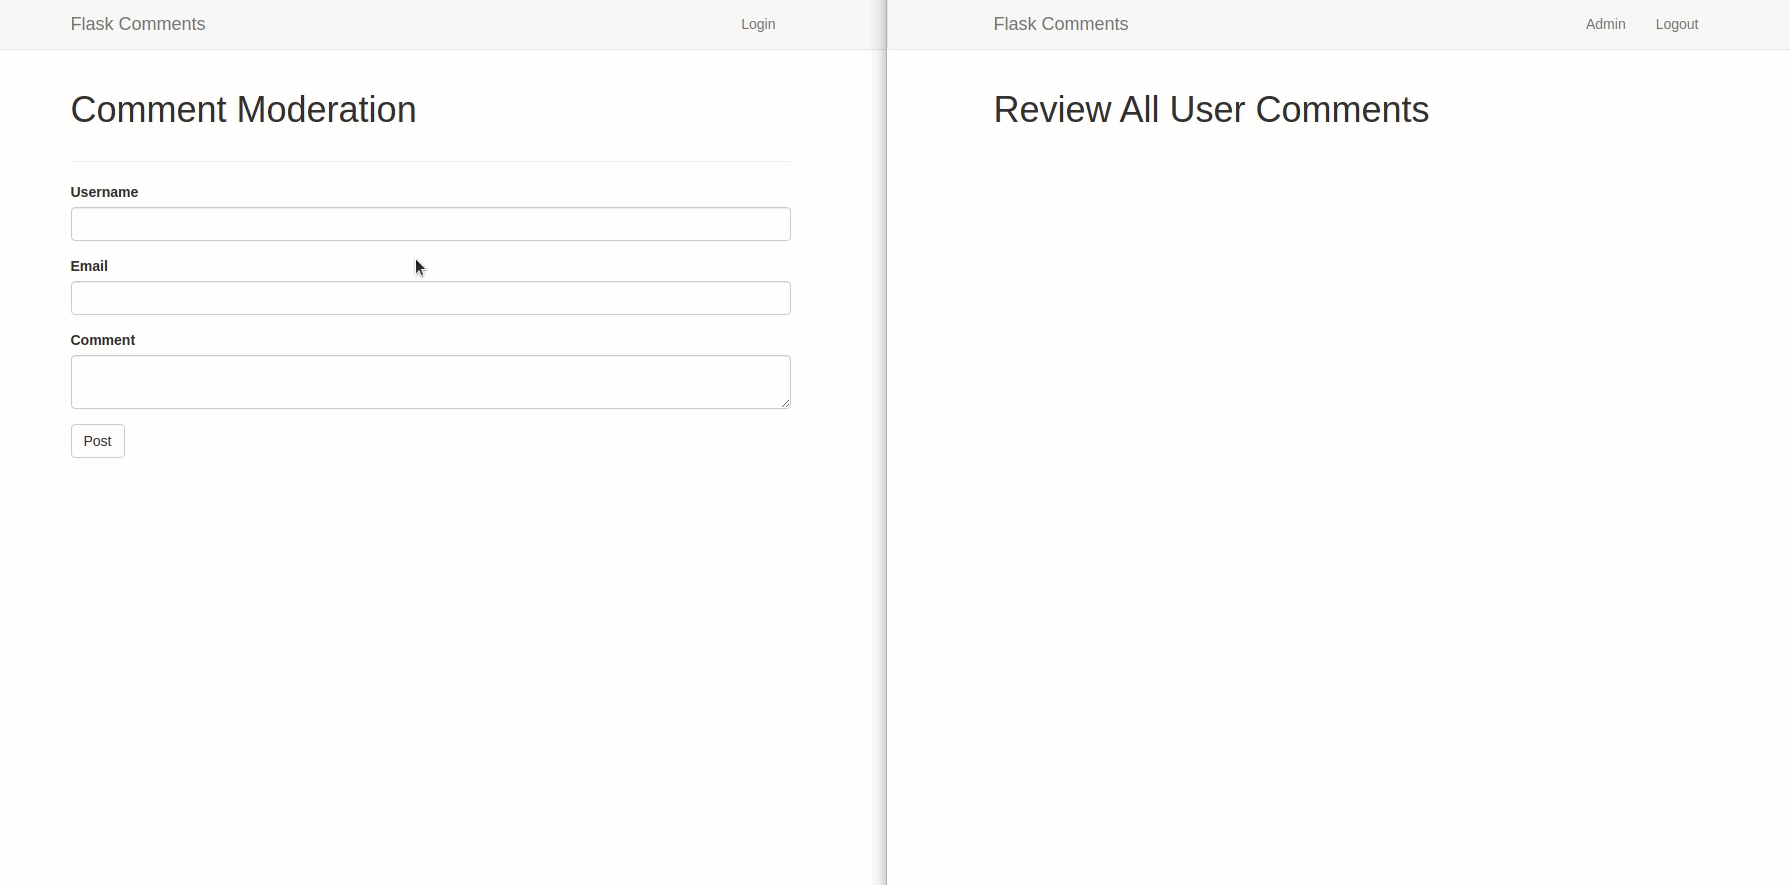 Flask Comments
Login
Comment Moderation
Username
Email
Comment
Post
Flask Comments
Admin
Logout
Review All User Comments